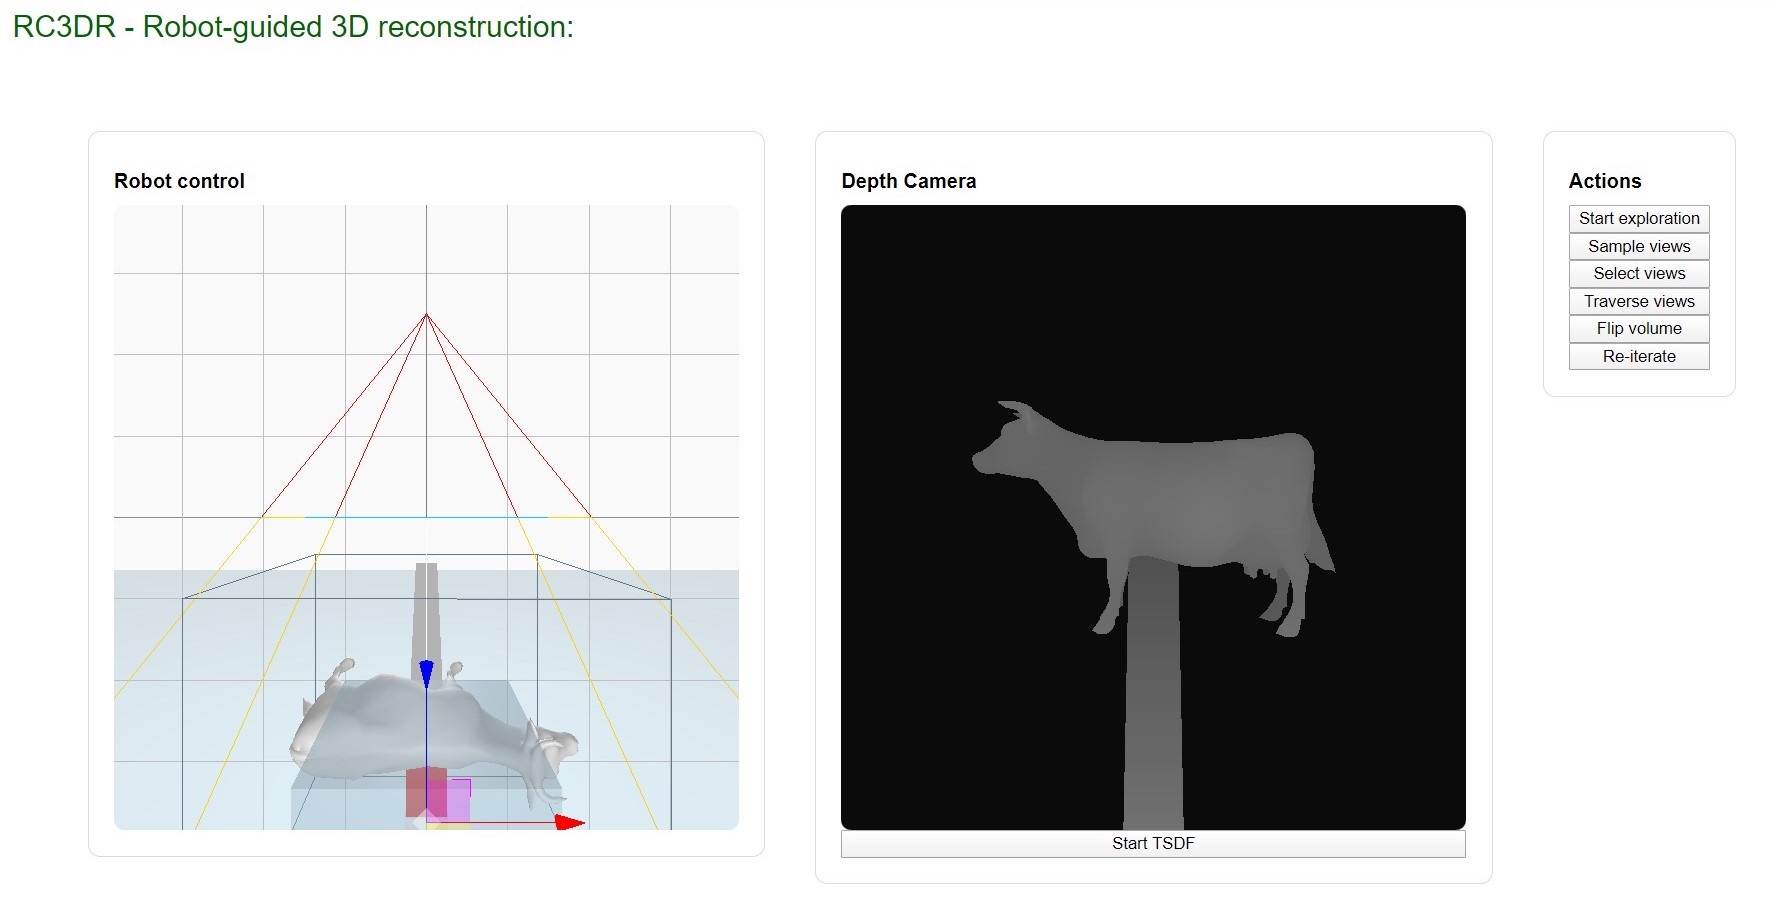 RC3DR - Robot-guided 3D reconstruction:
Robot control
Depth Camera
Start TSDF
Actions
Start exploration
Sample views
Select views
Traverse views
Flip volume
Re-iterate